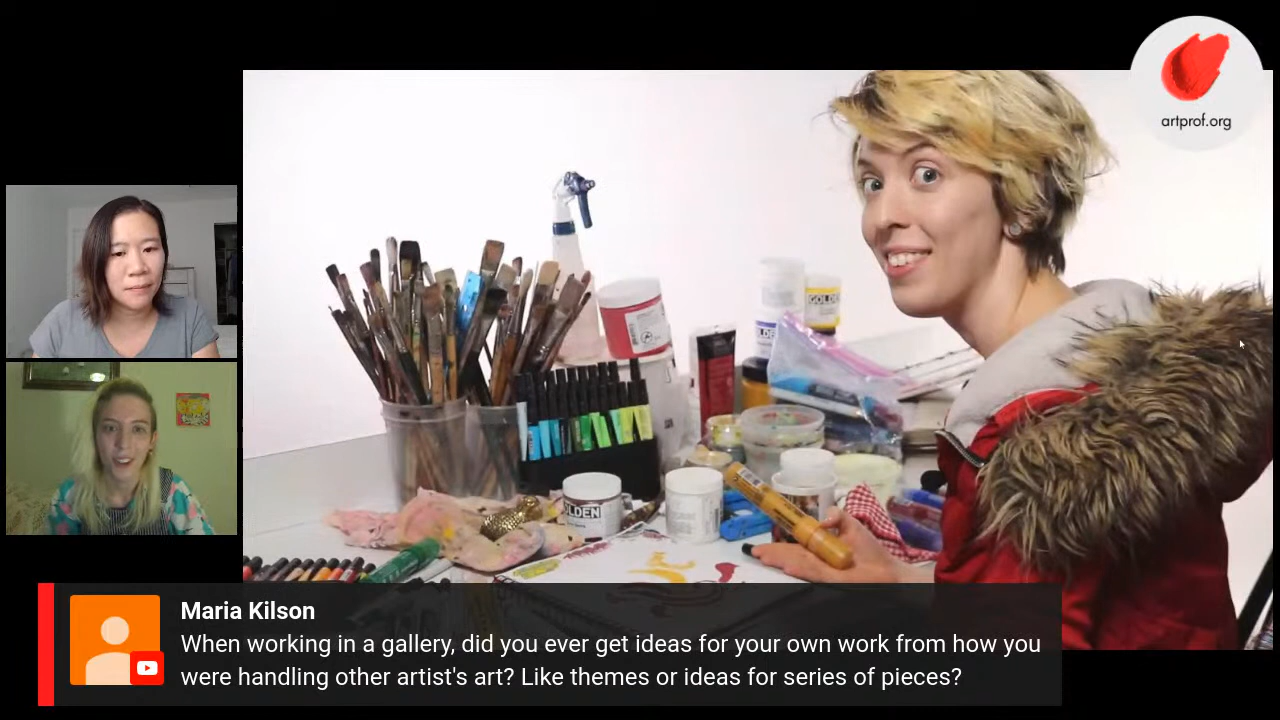 artprof.org
GOLDEN
GOLDEN
Maria Kilson
When working in a gallery, did you ever get ideas for your own work from how you
were handling other artist's art? Like themes or ideas for series of pieces?